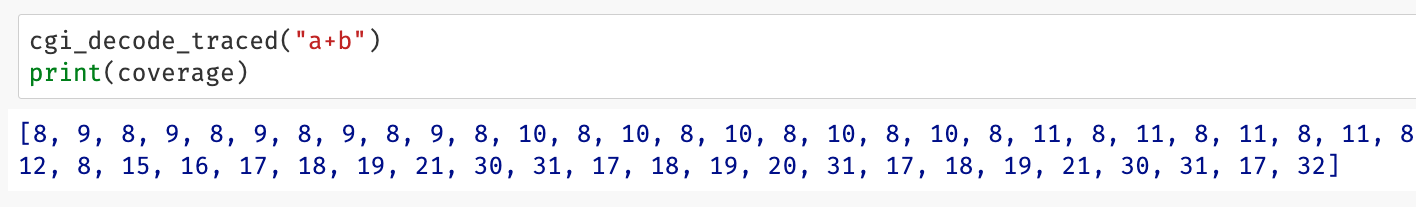 cgi_decode_traced("a+b")
print(coverage)
[8, 9, 8, 9, 8, 9, 8, 9, 8, 9, 8, 10, 8, 10, 8, 10, 8, 10, 8, 10, 8, 11, 8, 11, 8, 11, 8, 11, 8
12, 8, 15, 16, 17, 18, 19, 21, 30, 31, 17, 18, 19, 20, 31, 17, 18, 19, 21, 30, 31, 17, 32]